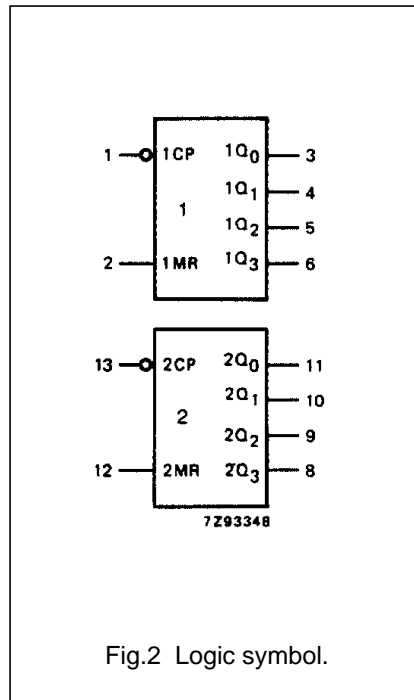 1 1CP 1Q0 3
1Q1 4
1 1Q2 5
2 1MR 1Q3 6
13 2CP 2Q0 11
2Q1 10
2 2Q2 9
12 2MR 2Q3 8
7Z93348
Fig.2 Logic symbol.